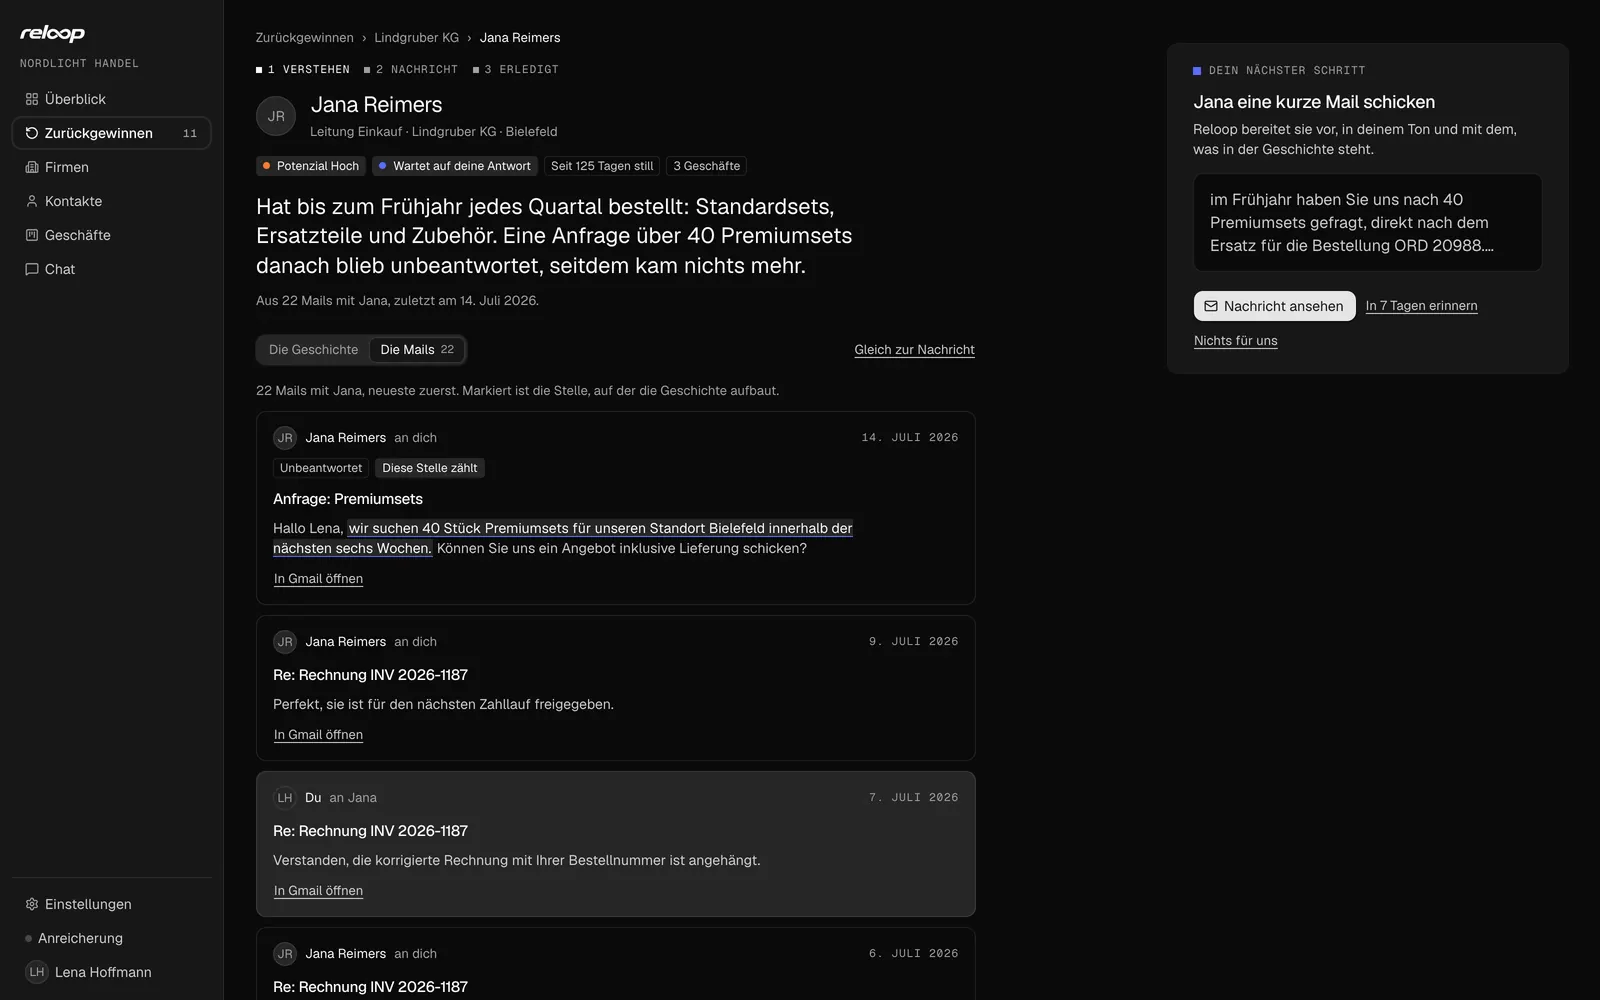 reloop
NORDLICHT HANDEL
Überblick
Zurückgewinnen 11
Firmen
Kontakte
Geschäfte
Chat
Einstellungen
Anreicherung
LH Lena Hoffmann
Zurückgewinnen › Lindgruber KG › Jana Reimers
1 VERSTEHEN 2 NACHRICHT 3 ERLEDIGT
JR
Jana Reimers
Leitung Einkauf · Lindgruber KG · Bielefeld
Potenzial Hoch Wartet auf deine Antwort Seit 125 Tagen still 3 Geschäfte
Hat bis zum Frühjahr jedes Quartal bestellt: Standardsets,
Ersatzteile und Zubehör. Eine Anfrage über 40 Premiumsets
danach blieb unbeantwortet, seitdem kam nichts mehr.
Aus 22 Mails mit Jana, zuletzt am 14. Juli 2026.
Die Geschichte Die Mails 22 Gleich zur Nachricht
22 Mails mit Jana, neueste zuerst. Markiert ist die Stelle, auf der die Geschichte aufbaut.
JR Jana Reimers an dich 14. JULI 2026
Unbeantwortet Diese Stelle zählt
Anfrage: Premiumsets
Hallo Lena, wir suchen 40 Stück Premiumsets für unseren Standort Bielefeld innerhalb der
nächsten sechs Wochen. Können Sie uns ein Angebot inklusive Lieferung schicken?
In Gmail öffnen
JR Jana Reimers an dich 9. JULI 2026
Re: Rechnung INV 2026-1187
Perfekt, sie ist für den nächsten Zahllauf freigegeben.
In Gmail öffnen
LH Du an Jana 7. JULI 2026
Re: Rechnung INV 2026-1187
Verstanden, die korrigierte Rechnung mit Ihrer Bestellnummer ist angehängt.
In Gmail öffnen
JR Jana Reimers an dich 6. JULI 2026
Re: Rechnung INV 2026-1187
DEIN NÄCHSTER SCHRITT
Jana eine kurze Mail schicken
Reloop bereitet sie vor, in deinem Ton und mit dem,
was in der Geschichte steht.
im Frühjahr haben Sie uns nach 40
Premiumsets gefragt, direkt nach dem
Ersatz für die Bestellung ORD 20988....
Nachricht ansehen In 7 Tagen erinnern
Nichts für uns